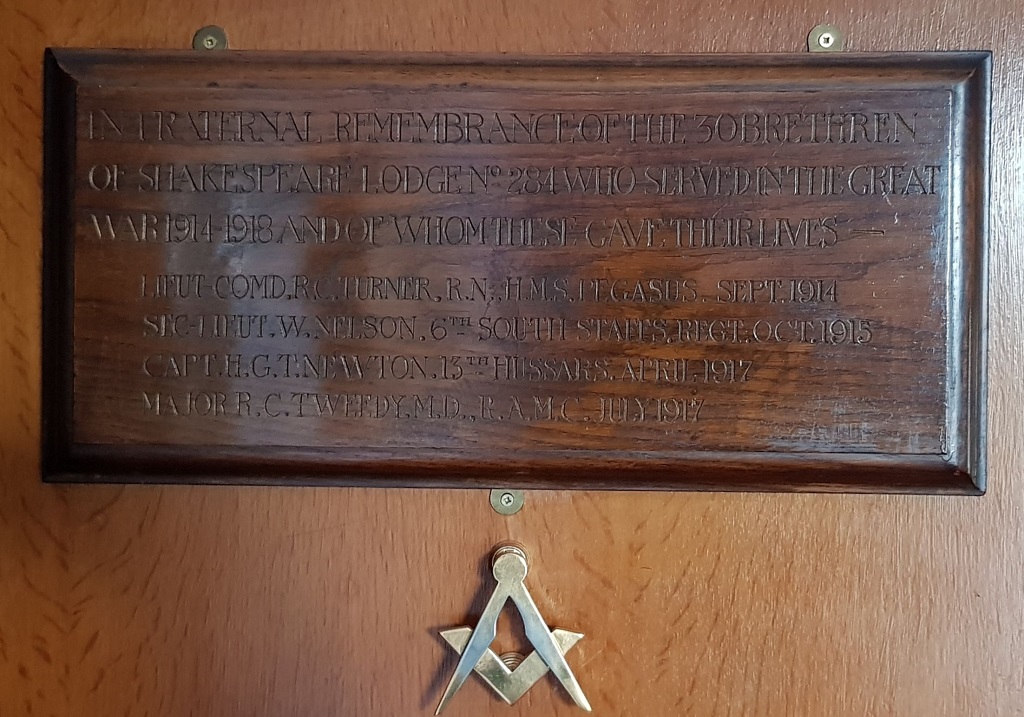 IN FRATERNAL REMEMBRANCE OF THE 30 BRETHREN
OF SHAKESPEARE LODGE Nº 284 WHO SERVED IN THE GREAT
WAR 1914-1918 AND OF WHOM THESE GAVE THEIR LIVES —
LIEUT-COMD. R.C. TURNER, R.N., H.M.S. PEGASUS. SEPT. 1914
SEC-LIEUT. W. NELSON. 6TH SOUTH STAFFS. REGT. OCT. 1915
CAPT. H.G.T. NEWTON. 13TH HUSSARS. APRIL 1917
MAJOR R.C. TWEEDY, M.D., R.A.M.C. JULY 1917